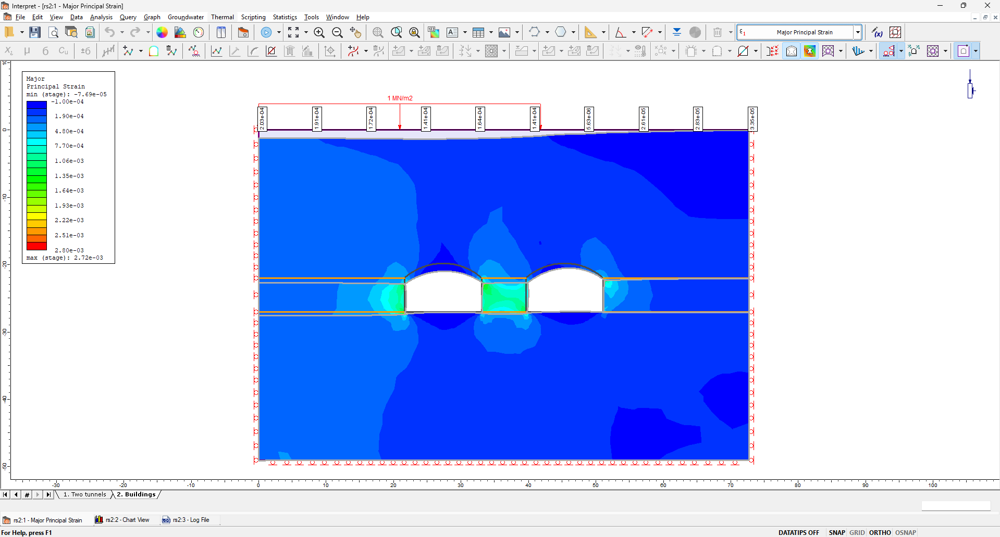 Interpret - [rs2:1 - Major Principal Strain]
File Edit View Data Analysis Query Graph Groundwater Thermal Scripting Statistics Tools Window Help
ε1 Major Principal Strain
Major
Principal Strain
min (stage): -7.69e-05
-1.00e-04
1.90e-04
4.80e-04
7.70e-04
1.06e-03
1.35e-03
1.64e-03
1.93e-03
2.22e-03
2.51e-03
2.80e-03
max (stage): 2.72e-03
1 MN/m2
2.03e-04 1.91e-04 1.72e-04 1.41e-04 1.64e-04 1.41e-04 5.63e-06 2.61e-05 2.83e-05 3.35e-05
10
0
-10
-20
-30
-40
-50
-30 -20 -10 0 10 20 30 40 50 60 70 80 90 100
1. Two tunnels 2. Buildings
rs2:1 - Major Principal Strain rs2:2 - Chart View rs2:3 - Log File
For Help, press F1 DATATIPS OFF SNAP GRID ORTHO OSNAP